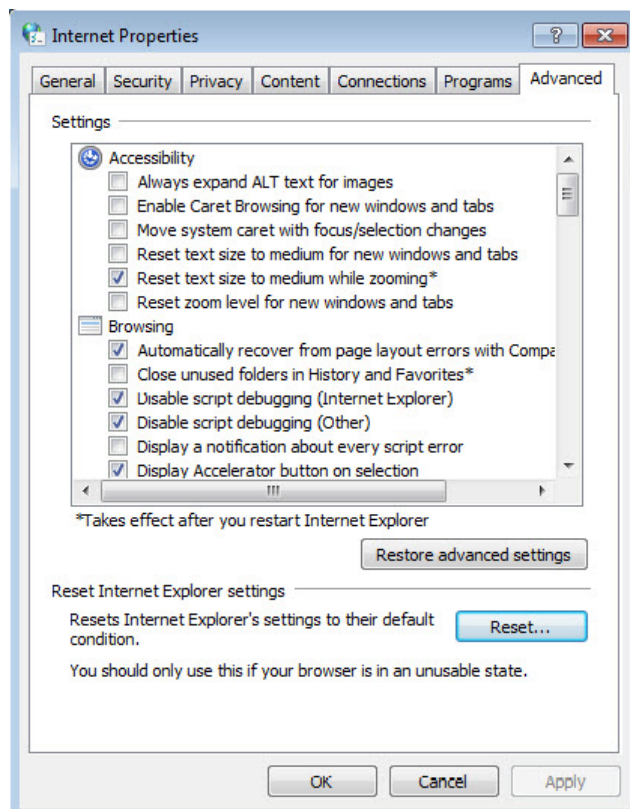 Internet Properties
General Security Privacy Content Connections Programs Advanced
Settings
Accessibility
Always expand ALT text for images
Enable Caret Browsing for new windows and tabs
Move system caret with focus/selection changes
Reset text size to medium for new windows and tabs
Reset text size to medium while zooming*
Reset zoom level for new windows and tabs
Browsing
Automatically recover from page layout errors with Compa
Close unused folders in History and Favorites*
Disable script debugging (Internet Explorer)
Disable script debugging (Other)
Display a notification about every script error
Display Accelerator button on selection
*Takes effect after you restart Internet Explorer
Restore advanced settings
Reset Internet Explorer settings
Resets Internet Explorer's settings to their default
condition.
Reset...
You should only use this if your browser is in an unusable state.
OK Cancel Apply